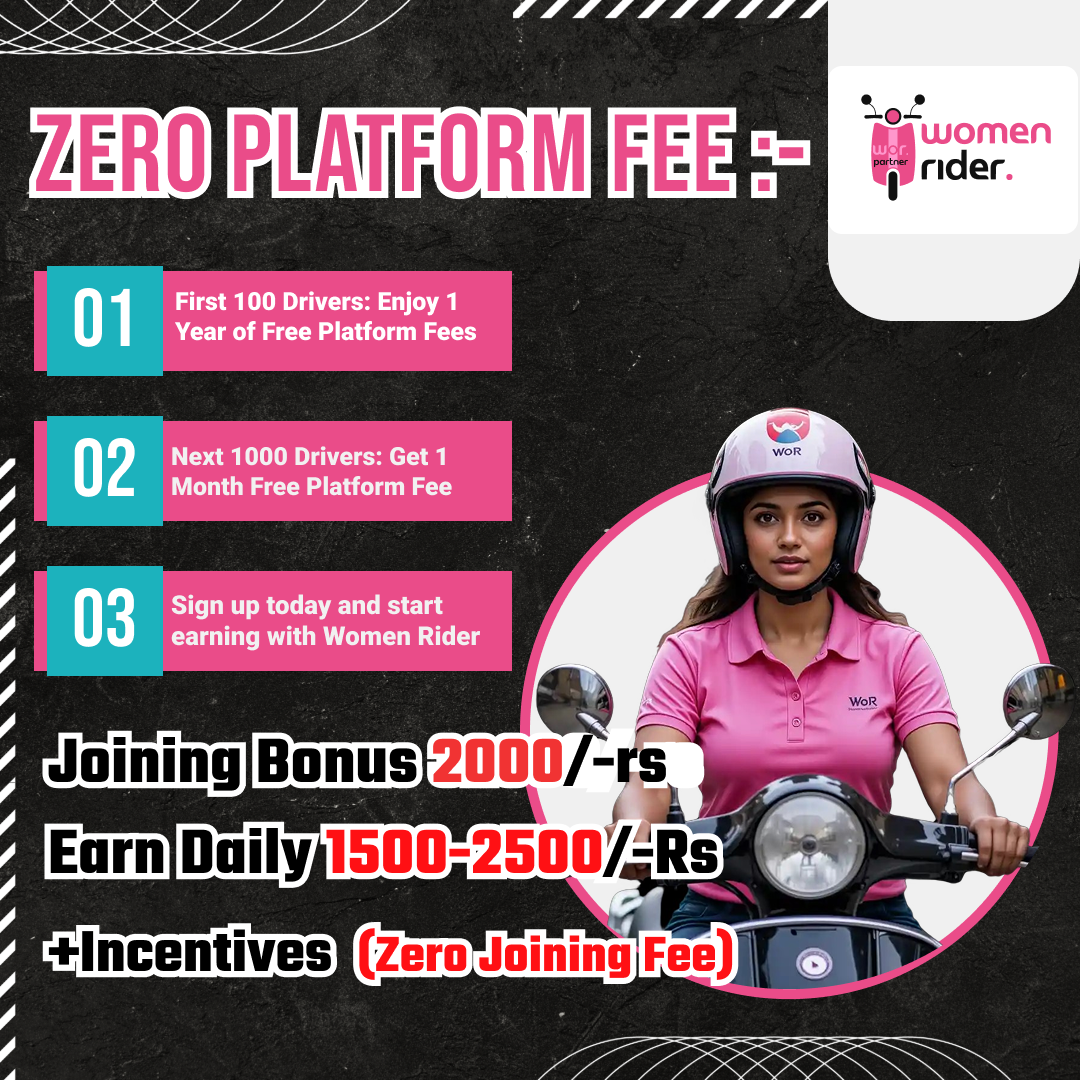 ZERO PLATFORM FEE :-
wor.
partner
women
rider.
01
First 100 Drivers: Enjoy 1
Year of Free Platform Fees
02
Next 1000 Drivers: Get 1
Month Free Platform Fee
03
Sign up today and start
earning with Women Rider
WoR
WoR
Joining Bonus 2000/-rs
Earn Daily 1500-2500/-Rs
+Incentives (Zero Joining Fee)